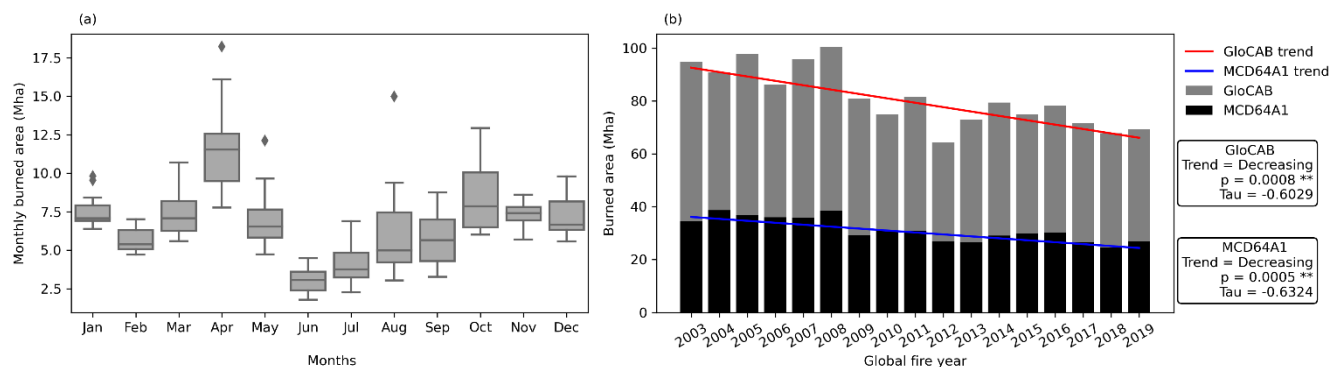 (a)
Monthly burned area (Mha)
17.5
15.0
12.5
10.0
7.5
5.0
2.5
Jan Feb Mar Apr May Jun Jul Aug Sep Oct Nov Dec
Months
(b)
Burned area (Mha)
100
80
60
40
20
0
2003 2004 2005 2006 2007 2008 2009 2010 2011 2012 2013 2014 2015 2016 2017 2018 2019
Global fire year
GloCAB trend
MCD64A1 trend
GloCAB
MCD64A1
GloCAB
Trend = Decreasing
p = 0.0008 **
Tau = -0.6029
MCD64A1
Trend = Decreasing
p = 0.0005 **
Tau = -0.6324